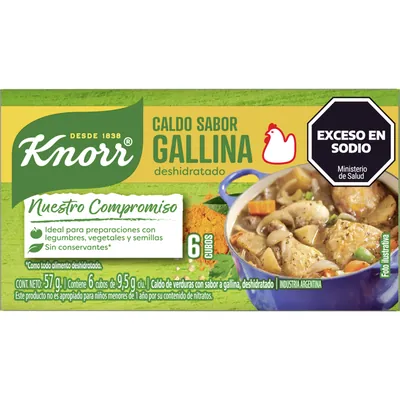 DESDE 1838
Knorr®
CALDO SABOR
GALLINA
deshidratado
EXCESO EN
SODIO
Ministerio
de Salud
Nuestro Compromiso
Ideal para preparaciones con
legumbres, vegetales y semillas
Sin conservantes*
*Como todo alimento deshidratado.
6
CUBOS
Foto ilustrativa
CONT. NETO: 57 g. | Contiene 6 cubos de 9,5 g c/u. | Caldo de verduras con sabor a gallina, deshidratado | INDUSTRIA ARGENTINA
Este producto no es apropiado para niños menores de 1 año por su contenido de nitratos.